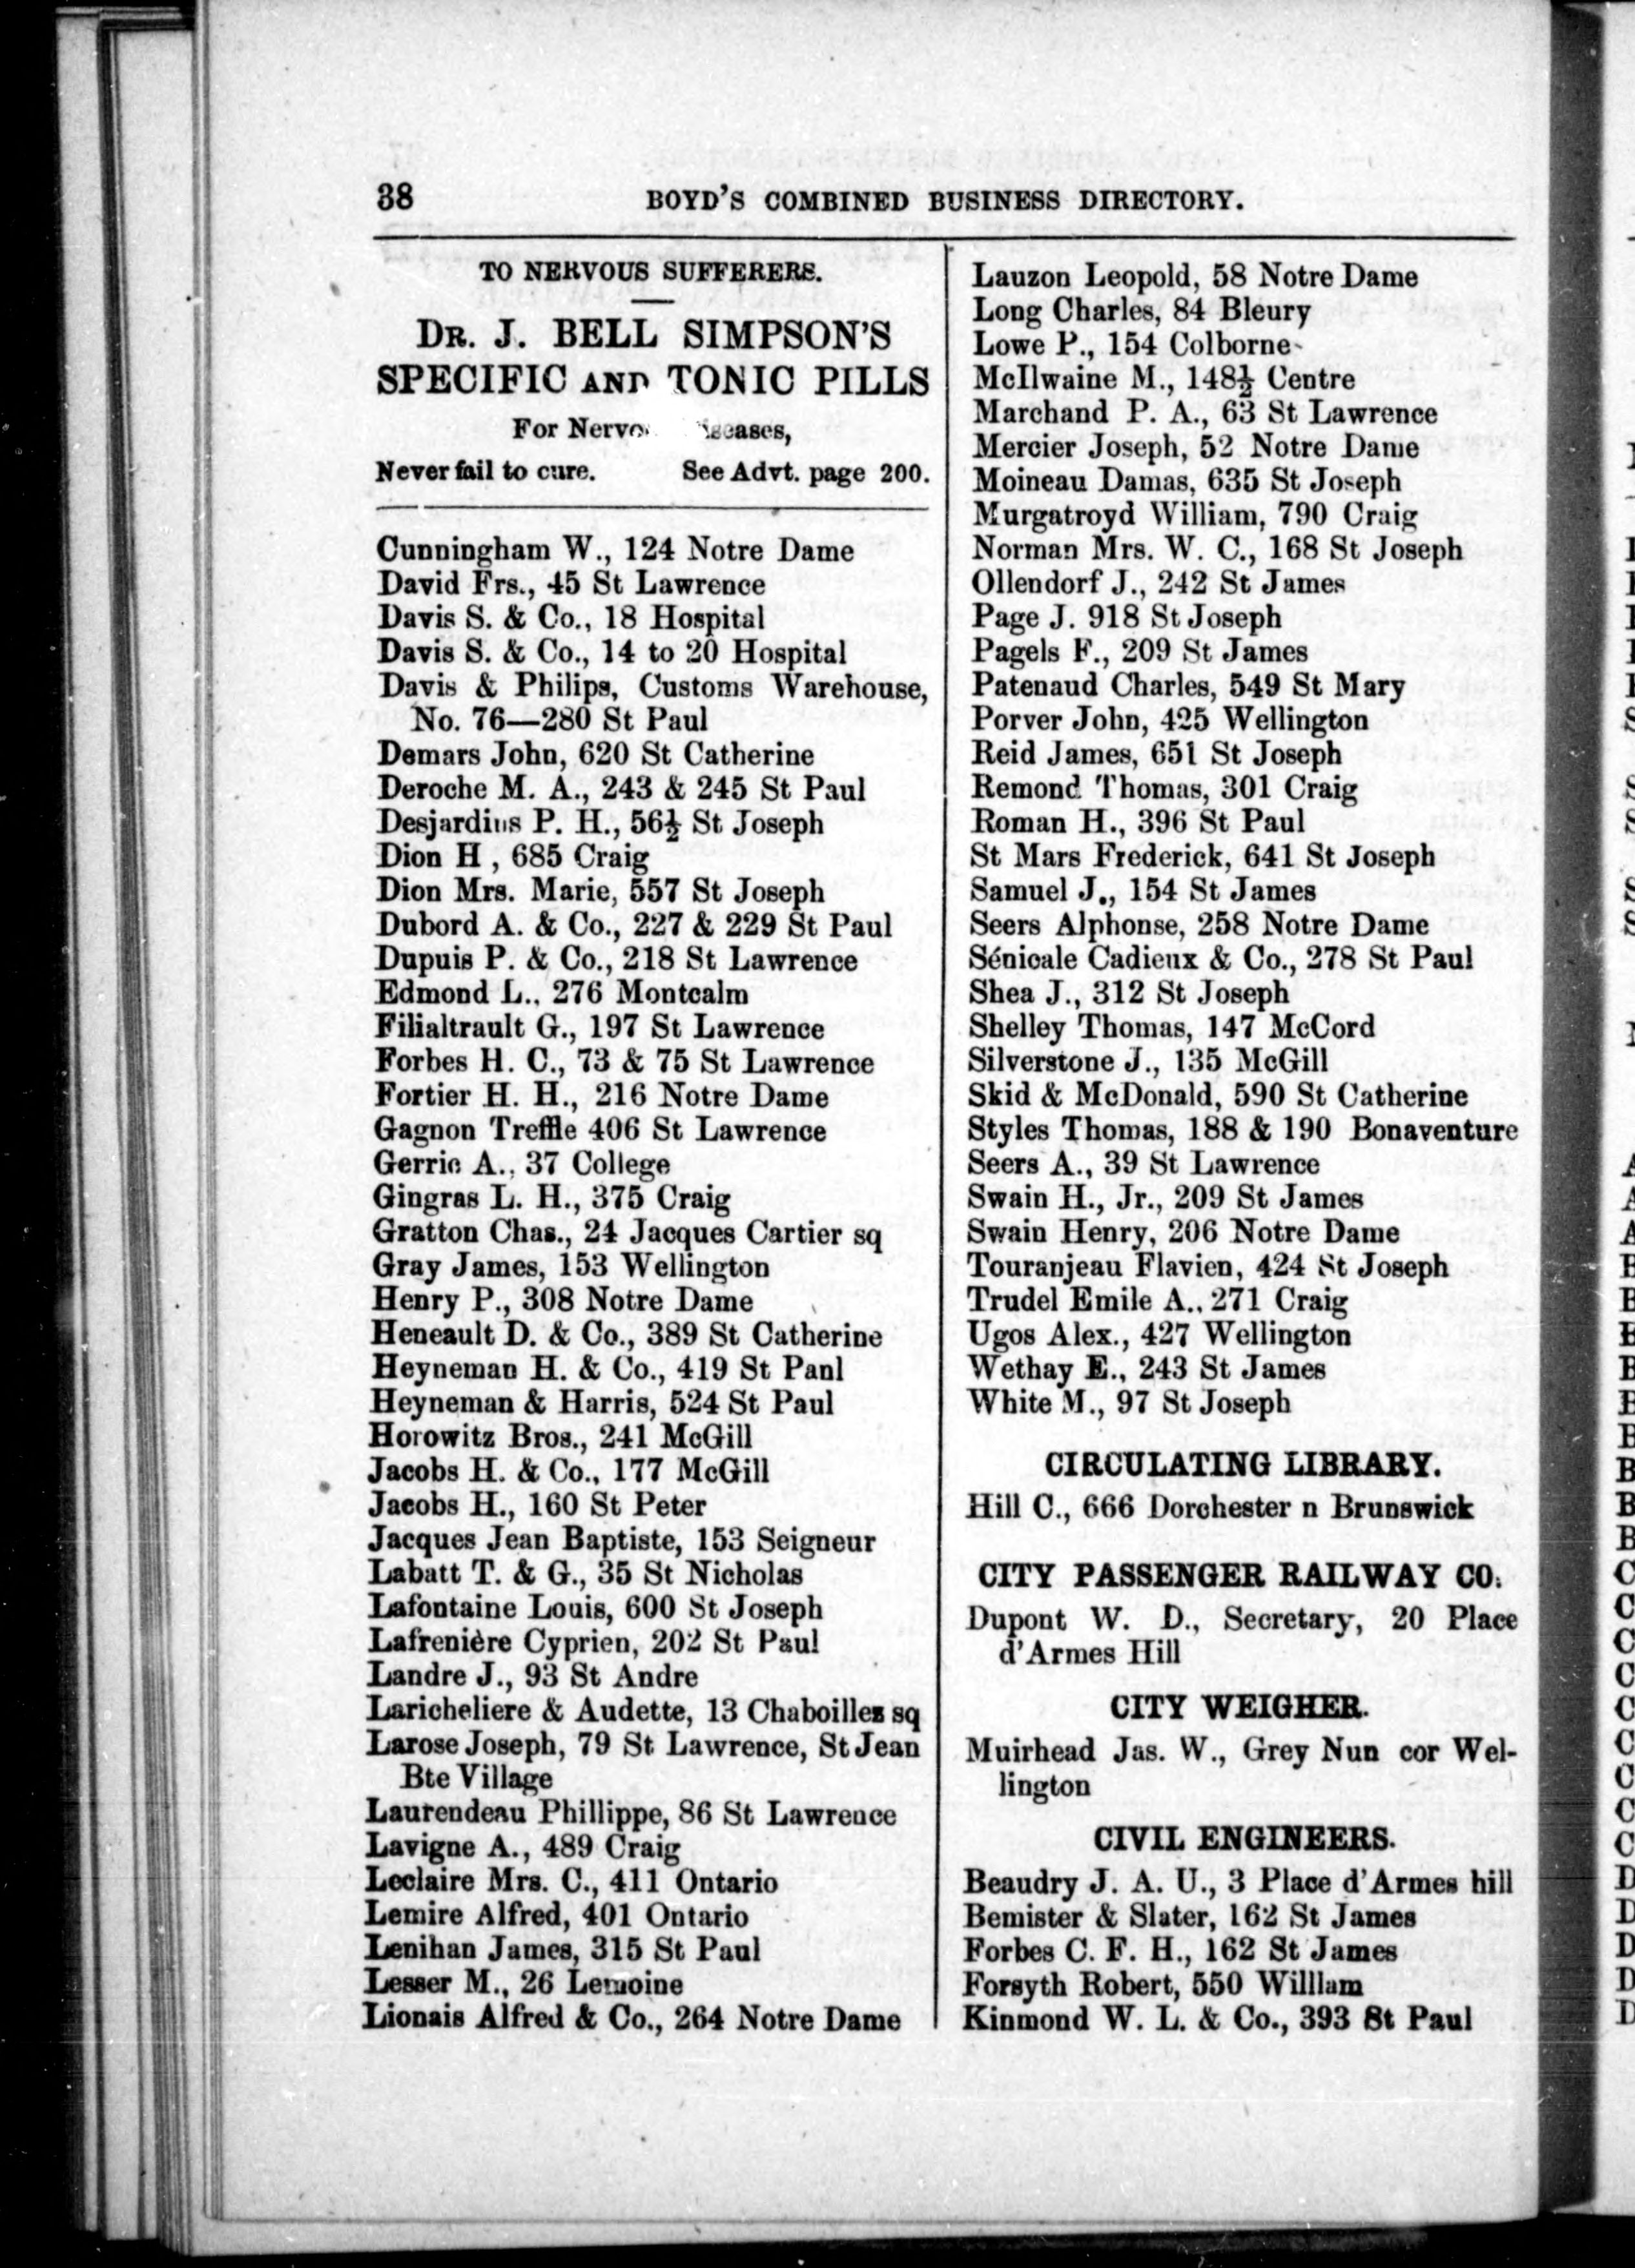 38 BOYD'S COMBINED BUSINESS DIRECTORY.
TO NERVOUS SUFFERERS.
DR. J. BELL SIMPSON'S
SPECIFIC AND TONIC PILLS
For
Never fail to cure. See Advt. page 200.
Cunningham W., 124 Notre Dame
David Frs., 45 St Lawrence
Davis S. & Co., 18 Hospital
Davis S. & Co., 14 to 20 Hospital
Davis & Philips, Customs Warehouse,
No. 76—280 St Paul
Demars John, 620 St Catherine
Deroche M. A., 243 & 245 St Paul
Desjardins P. H., 56½ St Joseph
Dion H , 685 Craig
Dion Mrs. Marie, 557 St Joseph
Dubord A. & Co., 227 & 229 St Paul
Dupuis P. & Co., 218 St Lawrence
Edmond L., 276 Montcalm
Filialtrault G., 197 St Lawrence
Forbes H. C., 73 & 75 St Lawrence
Fortier H. H., 216 Notre Dame
Gagnon Treffle 406 St Lawrence
Gerrie A., 37 College
Gingras L. H., 375 Craig
Gratton Chas., 24 Jacques Cartier sq
Gray James, 153 Wellington
Henry P., 308 Notre Dame
Heneault D. & Co., 389 St Catherine
Heyneman H. & Co., 419 St Panl
Heyneman & Harris, 524 St Paul
Horowitz Bros., 241 McGill
Jacobs H. & Co., 177 McGill
Jacobs H., 160 St Peter
Jacques Jean Baptiste, 153 Seigneur
Labatt T. & G., 35 St Nicholas
Lafontaine Louis, 600 St Joseph
Lafrenière Cyprien, 202 St Paul
Landre J., 93 St Andre
Laricheliere & Audette, 13 Chaboillez sq
Larose Joseph, 79 St Lawrence, St Jean
Bte Village
Laurendeau Phillippe, 86 St Lawrence
Lavigne A., 489 Craig
Leclaire Mrs. C., 411 Ontario
Lemire Alfred, 401 Ontario
Lenihan James, 315 St Paul
Lesser M., 26 Lemoine
Lionais Alfred & Co., 264 Notre Dame
Lauzon Leopold, 58 Notre Dame
Long Charles, 84 Bleury
Lowe P., 154 Colborne
McIlwaine M., 148½ Centre
Marchand P. A., 63 St Lawrence
Mercier Joseph, 52 Notre Dame
Moineau Damas, 635 St Joseph
Murgatroyd William, 790 Craig
Norman Mrs. W. C., 168 St Joseph
Ollendorf J., 242 St James
Page J. 918 St Joseph
Pagels F., 209 St James
Patenaud Charles, 549 St Mary
Porver John, 425 Wellington
Reid James, 651 St Joseph
Remond Thomas, 301 Craig
Roman H., 396 St Paul
St Mars Frederick, 641 St Joseph
Samuel J., 154 St James
Seers Alphonse, 258 Notre Dame
Sénicale Cadieux & Co., 278 St Paul
Shea J., 312 St Joseph
Shelley Thomas, 147 McCord
Silverstone J., 135 McGill
Skid & McDonald, 590 St Catherine
Styles Thomas, 188 & 190 Bonaventure
Seers A., 39 St Lawrence
Swain H., Jr., 209 St James
Swain Henry, 206 Notre Dame
Touranjeau Flavien, 424 St Joseph
Trudel Emile A., 271 Craig
Ugos Alex., 427 Wellington
Wethay E., 243 St James
White M., 97 St Joseph
CIRCULATING LIBRARY.
Hill C., 666 Dorchester n Brunswick
CITY PASSENGER RAILWAY CO.
Dupont W. D., Secretary, 20 Place
d'Armes Hill
CITY WEIGHER.
Muirhead Jas. W., Grey Nun cor Wel-
lington
CIVIL ENGINEERS.
Beaudry J. A. U., 3 Place d'Armes hill
Bemister & Slater, 162 St James
Forbes C. F. H., 162 St James
Forsyth Robert, 550 Willlam
Kinmond W. L. & Co., 393 St Paul